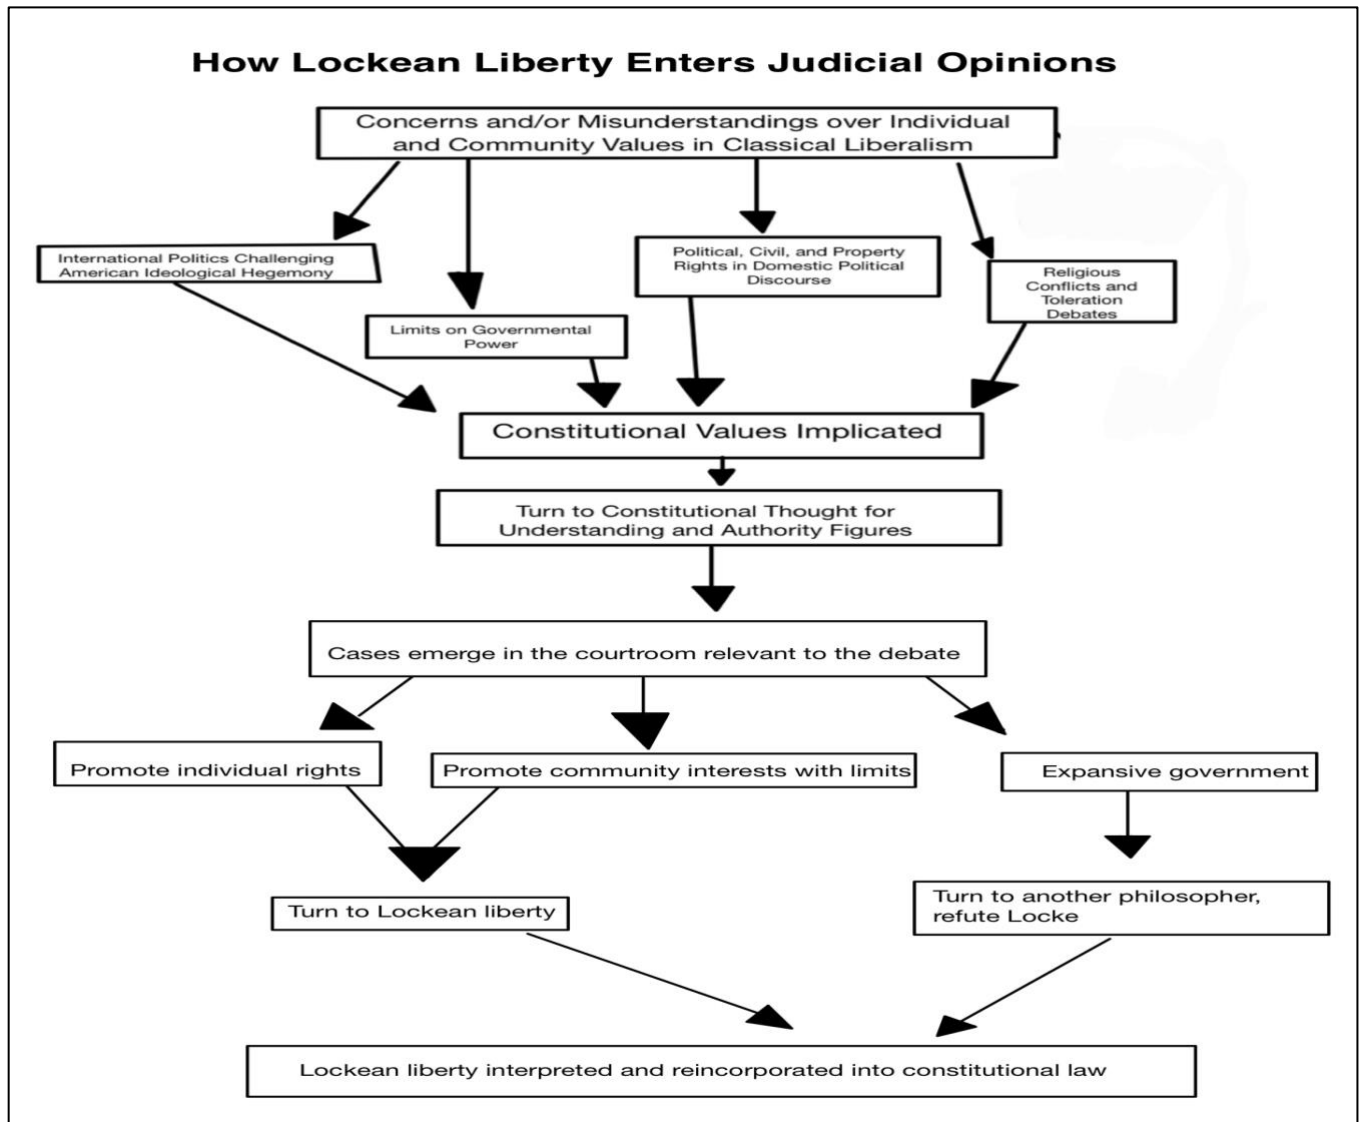 How Lockean Liberty Enters Judicial Opinions
Concerns and/or Misunderstandings over Individual
and Community Values in Classical Liberalism
International Politics Challenging
American Ideological Hegemony
Limits on Governmental
Power
Political, Civil, and Property
Rights in Domestic Political
Discourse
Religious
Conflicts and
Toleration
Debates
Constitutional Values Implicated
Turn to Constitutional Thought for
Understanding and Authority Figures
Cases emerge in the courtroom relevant to the debate
Promote individual rights
Promote community interests with limits
Expansive government
Turn to Lockean liberty
Turn to another philosopher,
refute Locke
Lockean liberty interpreted and reincorporated into constitutional law